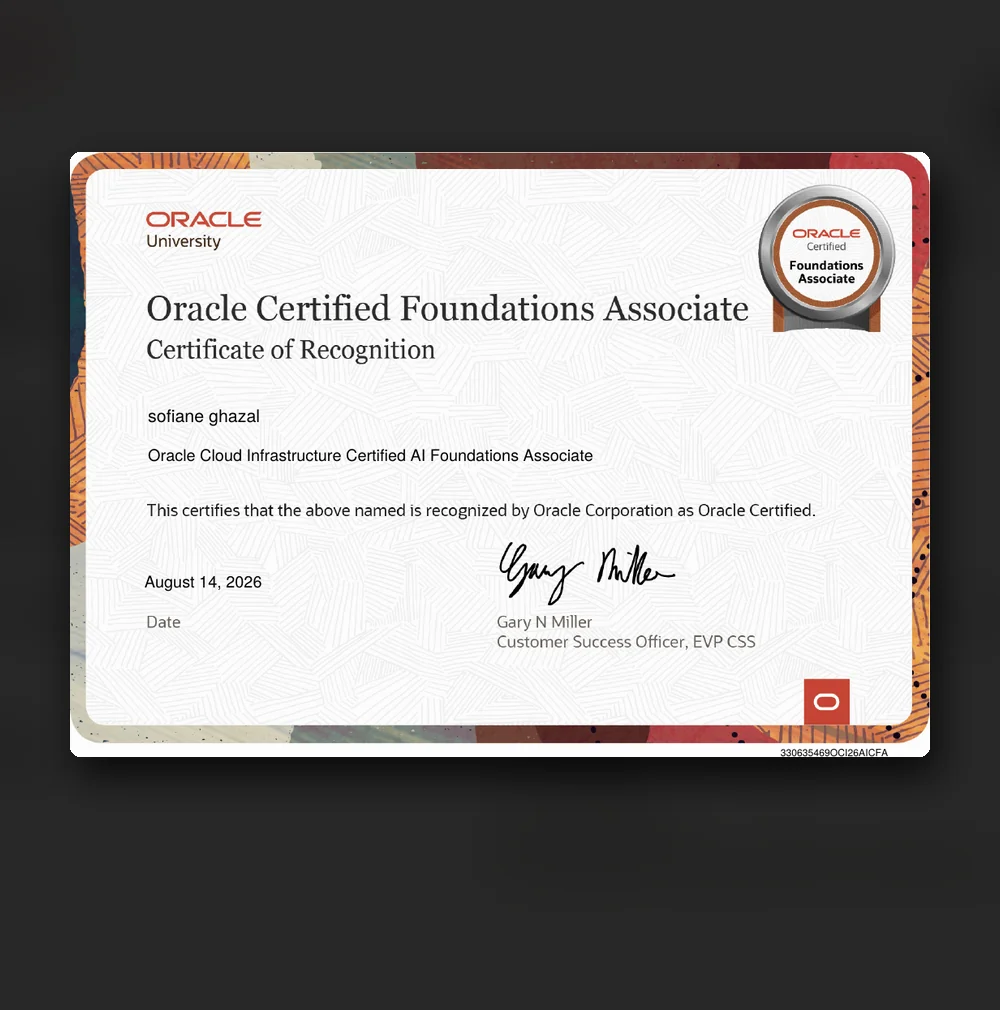 ORACLE
University
ORACLE
Certified
Foundations
Associate
Oracle Certified Foundations Associate
Certificate of Recognition
sofiane ghazal
Oracle Cloud Infrastructure Certified AI Foundations Associate
This certifies that the above named is recognized by Oracle Corporation as Oracle Certified.
Gary Miller
August 14, 2026
Date
Gary N Miller
Customer Success Officer, EVP CSS
330635469OCI26AICFA